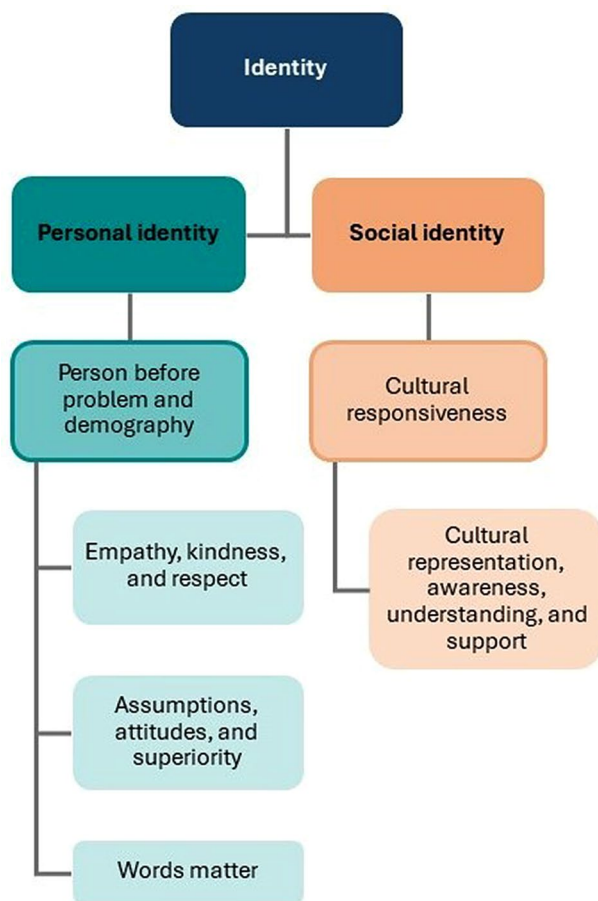 Identity
Personal identity
Social identity
Person before
problem and
demography
Cultural
responsiveness
Empathy, kindness,
and respect
Cultural
representation,
awareness,
understanding, and
support
Assumptions,
attitudes, and
superiority
Words matter